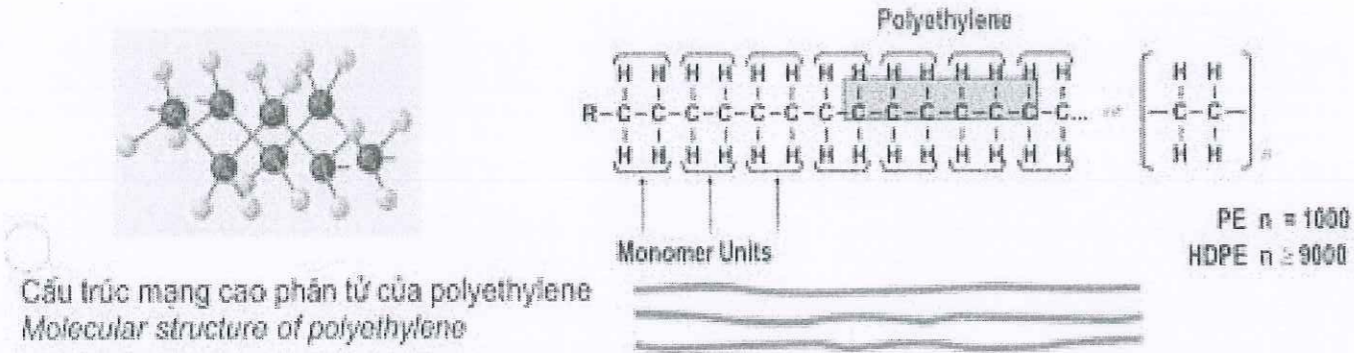 Polyethylene
H H H H H H H H H H H H H H
R-C-C-C-C-C-C-C-C-C-C-C-C-C-C...
H H H H H H H H H H H H H H
H H
-C-C-
H H
n
Monomer Units
PE n = 1000
HDPE n ≥ 9000
Cấu trúc mạng cao phân tử của polyethylene
Molecular structure of polyethylene